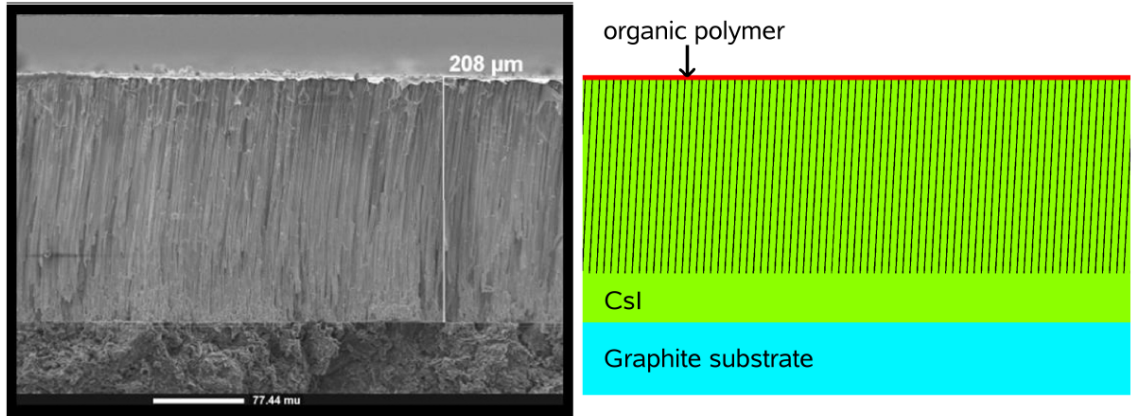 208 µm
77.44 mu
organic polymer
CsI
Graphite substrate